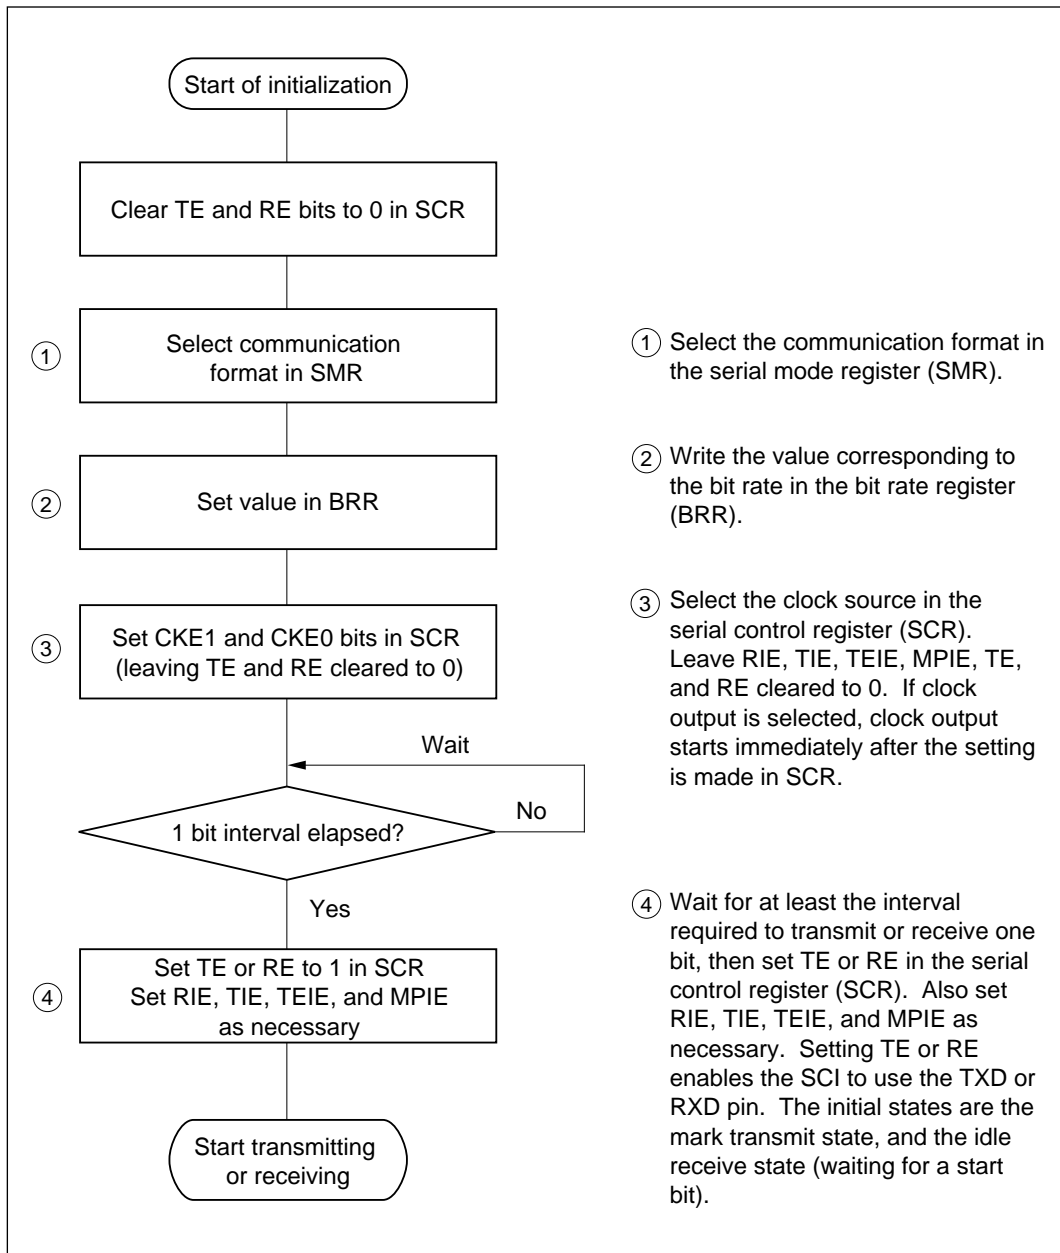 Start of initialization
Clear TE and RE bits to 0 in SCR
1
Select communication
format in SMR
2
Set value in BRR
3
Set CKE1 and CKE0 bits in SCR
(leaving TE and RE cleared to 0)
Wait
No
1 bit interval elapsed?
Yes
4
Set TE or RE to 1 in SCR
Set RIE, TIE, TEIE, and MPIE
as necessary
Start transmitting
or receiving
1 Select the communication format in
the serial mode register (SMR).
2 Write the value corresponding to
the bit rate in the bit rate register
(BRR).
3 Select the clock source in the
serial control register (SCR).
Leave RIE, TIE, TEIE, MPIE, TE,
and RE cleared to 0.  If clock
output is selected, clock output
starts immediately after the setting
is made in SCR.
4 Wait for at least the interval
required to transmit or receive one
bit, then set TE or RE in the serial
control register (SCR).  Also set
RIE, TIE, TEIE, and MPIE as
necessary.  Setting TE or RE
enables the SCI to use the TXD or
RXD pin.  The initial states are the
mark transmit state, and the idle
receive state (waiting for a start
bit).